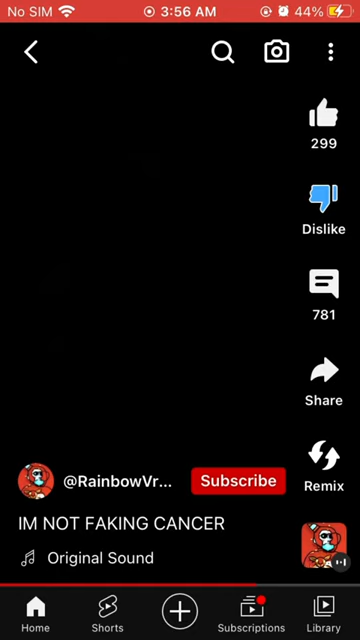 No SIM 3:56 AM 44%
299
Dislike
781
Share
Remix
@RainbowVr... Subscribe
IM NOT FAKING CANCER
Original Sound
Home Shorts Subscriptions Library